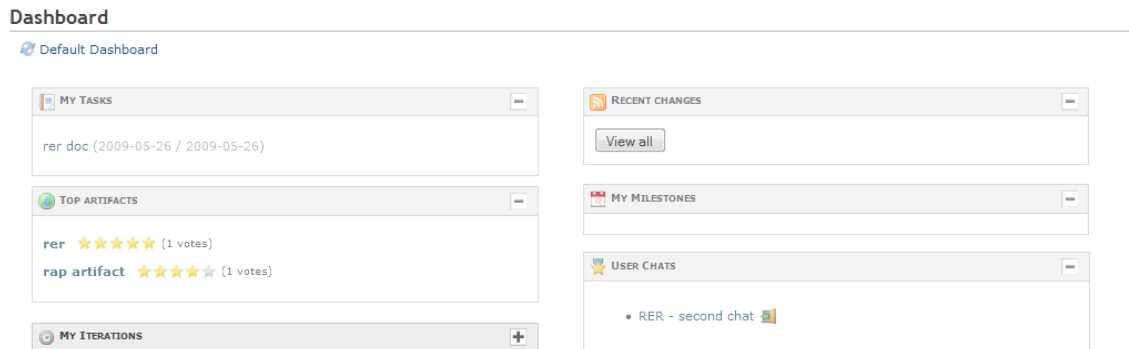 Dashboard
Default Dashboard
My Tasks
rer doc (2009-05-26 / 2009-05-26)
Top artifacts
rer (1 votes)
rap artifact (1 votes)
My Iterations
Recent changes
View all
My Milestones
User Chats
RER - second chat